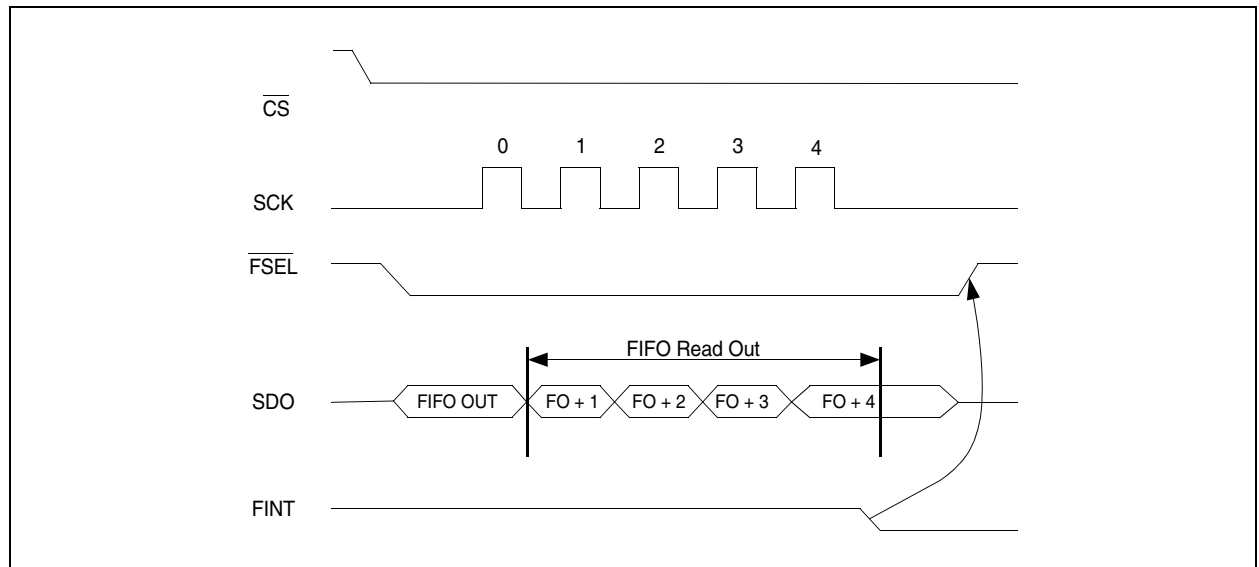 CS
0 1 2 3 4
SCK
FSEL
FIFO Read Out
SDO FIFO OUT FO + 1 FO + 2 FO + 3 FO + 4
FINT